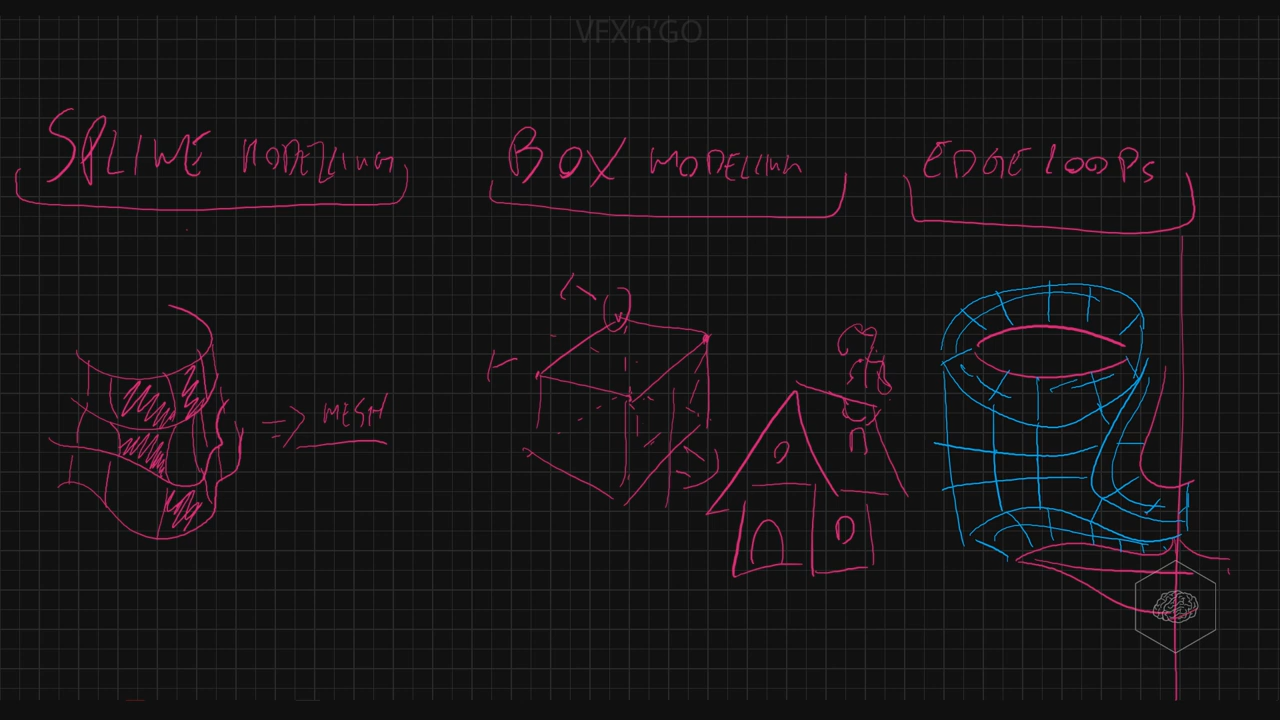 VFX'n'GO
SPLINE MODELLING
BOX MODELLING
EDGE LOOPS
=> MESH